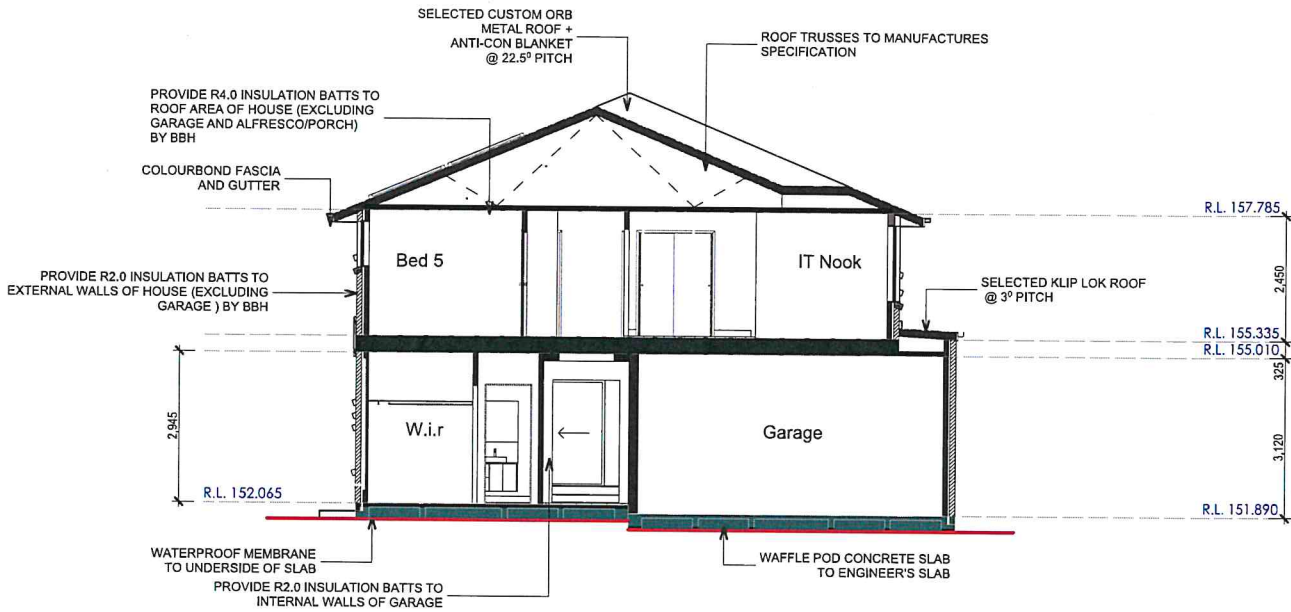 SELECTED CUSTOM ORB
METAL ROOF +
ANTI-CON BLANKET
@ 22.5⁰ PITCH
ROOF TRUSSES TO MANUFACTURES
SPECIFICATION
PROVIDE R4.0 INSULATION BATTS TO
ROOF AREA OF HOUSE (EXCLUDING
GARAGE AND ALFRESCO/PORCH)
BY BBH
COLOURBOND FASCIA
AND GUTTER
R.L. 157.785
Bed 5
IT Nook
2,450
PROVIDE R2.0 INSULATION BATTS TO
EXTERNAL WALLS OF HOUSE (EXCLUDING
GARAGE ) BY BBH
SELECTED KLIP LOK ROOF
@ 3⁰ PITCH
R.L. 155.335
R.L. 155.010
325
2,945
W.i.r
Garage
3,120
R.L. 152.065
R.L. 151.890
WATERPROOF MEMBRANE
TO UNDERSIDE OF SLAB
WAFFLE POD CONCRETE SLAB
TO ENGINEER'S SLAB
PROVIDE R2.0 INSULATION BATTS TO
INTERNAL WALLS OF GARAGE